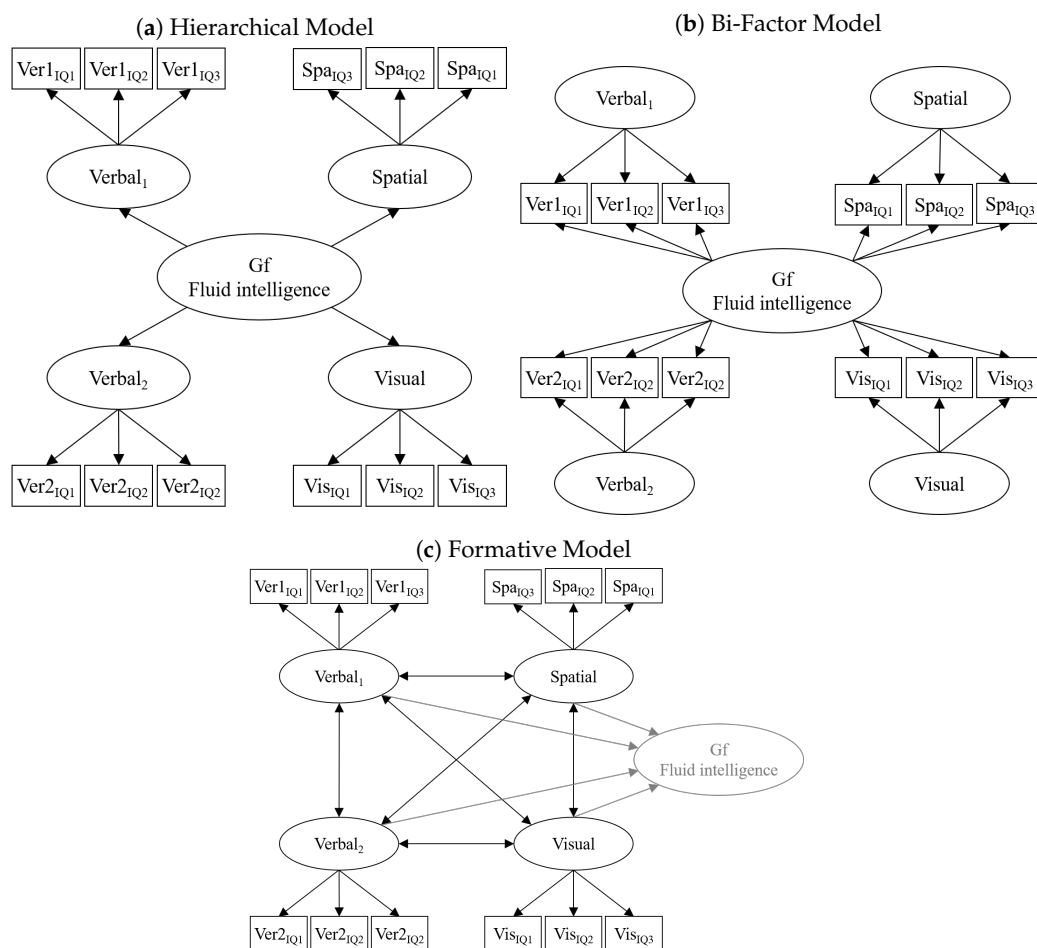 (a) Hierarchical Model
Ver1IQ1 Ver1IQ2 Ver1IQ3
SpaIQ3 SpaIQ2 SpaIQ1
Verbal1
Spatial
Gf
Fluid intelligence
Verbal2
Visual
Ver2IQ1 Ver2IQ2 Ver2IQ2
VisIQ1 VisIQ2 VisIQ3
(b) Bi-Factor Model
Verbal1
Spatial
Ver1IQ1 Ver1IQ2 Ver1IQ3
SpaIQ1 SpaIQ2 SpaIQ3
Gf
Fluid intelligence
Ver2IQ1 Ver2IQ2 Ver2IQ2
VisIQ1 VisIQ2 VisIQ3
Verbal2
Visual
(c) Formative Model
Ver1IQ1 Ver1IQ2 Ver1IQ3
SpaIQ3 SpaIQ2 SpaIQ1
Verbal1
Spatial
Gf
Fluid intelligence
Verbal2
Visual
Ver2IQ1 Ver2IQ2 Ver2IQ2
VisIQ1 VisIQ2 VisIQ3